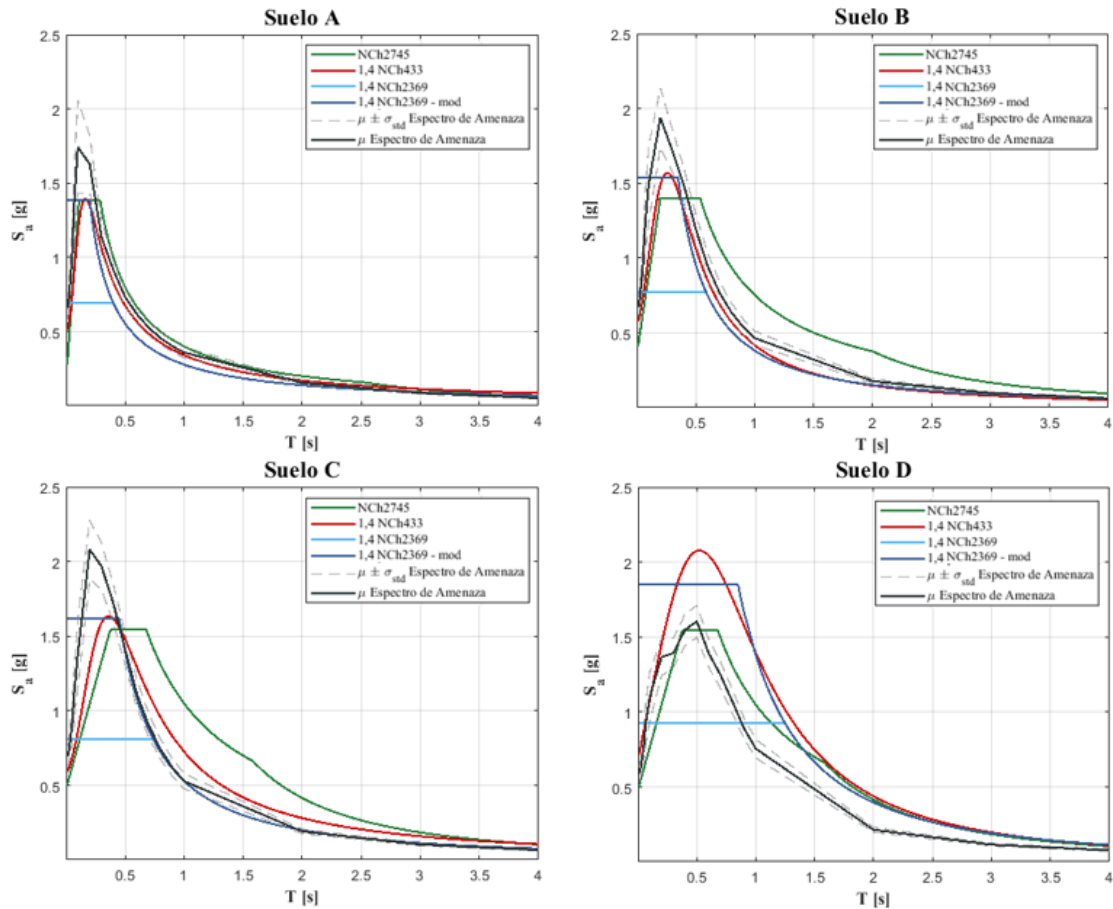 Suelo A
2.5
2
1.5
1
0.5
Sa [g]
NCh2745
1,4 NCh433
1,4 NCh2369
1,4 NCh2369 - mod
μ ± σstd Espectro de Amenaza
μ Espectro de Amenaza
0.5 1 1.5 2 2.5 3 3.5 4
T [s]
Suelo B
2.5
2
1.5
1
0.5
Sa [g]
NCh2745
1,4 NCh433
1,4 NCh2369
1,4 NCh2369 - mod
μ ± σstd Espectro de Amenaza
μ Espectro de Amenaza
0.5 1 1.5 2 2.5 3 3.5 4
T [s]
Suelo C
2.5
2
1.5
1
0.5
Sa [g]
NCh2745
1,4 NCh433
1,4 NCh2369
1,4 NCh2369 - mod
μ ± σstd Espectro de Amenaza
μ Espectro de Amenaza
0.5 1 1.5 2 2.5 3 3.5 4
T [s]
Suelo D
2.5
2
1.5
1
0.5
Sa [g]
NCh2745
1,4 NCh433
1,4 NCh2369
1,4 NCh2369 - mod
μ ± σstd Espectro de Amenaza
μ Espectro de Amenaza
0.5 1 1.5 2 2.5 3 3.5 4
T [s]